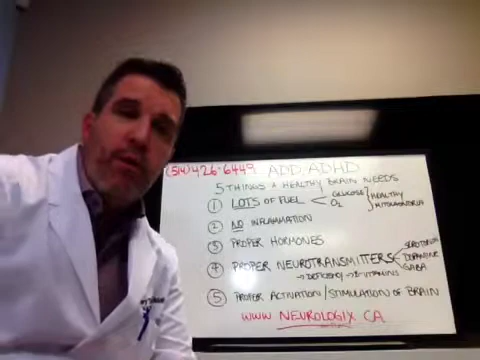 (514) 426-6449 ADD ADHD
5 THINGS A HEALTHY BRAIN NEEDS
1 LOTS OF FUEL < GLUCOSE O2 } HEALTHY MITOCHONDRIA
2 NO INFLAMMATION
3 PROPER HORMONES
4 PROPER NEUROTRANSMITTERS < SEROTONIN DOPAMINE GABA
→ DEFICIENCY → VITAMINS
5 PROPER ACTIVATION/STIMULATION OF BRAIN
WWW NEUROLOGIX CA